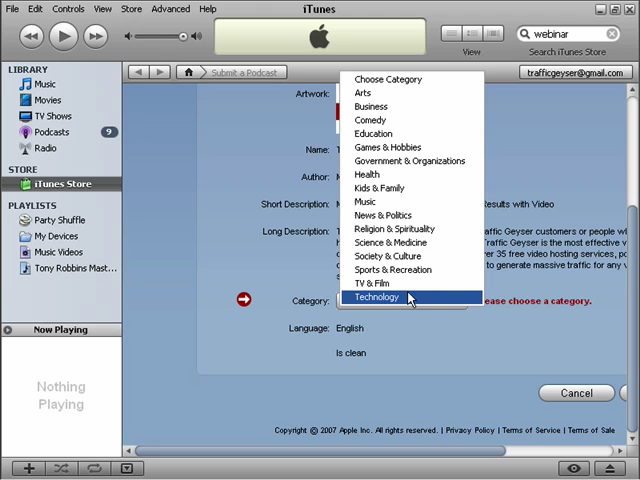 File Edit Controls View Store Advanced Help
iTunes
webinar
View
Search iTunes Store
LIBRARY
Music
Movies
TV Shows
Podcasts 9
Radio
STORE
iTunes Store
PLAYLISTS
Party Shuffle
My Devices
Music Videos
Tony Robbins Mast...
Now Playing
Nothing
Playing
Submit a Podcast
trafficgeyser@gmail.com
Artwork:
Name:
Author:
Short Description:
Results with Video
Long Description:
raffic Geyser customers or people w
raffic Geyser is the most effective v
ver 35 free video hosting services, po
to generate massive traffic for any v
Category:
lease choose a category.
Choose Category
Arts
Business
Comedy
Education
Games & Hobbies
Government & Organizations
Health
Kids & Family
Music
News & Politics
Religion & Spirituality
Science & Medicine
Society & Culture
Sports & Recreation
TV & Film
Technology
Language: English
Is clean
Cancel
Copyright © 2007 Apple Inc. All rights reserved. | Privacy Policy | Terms of Service | Terms of Sale